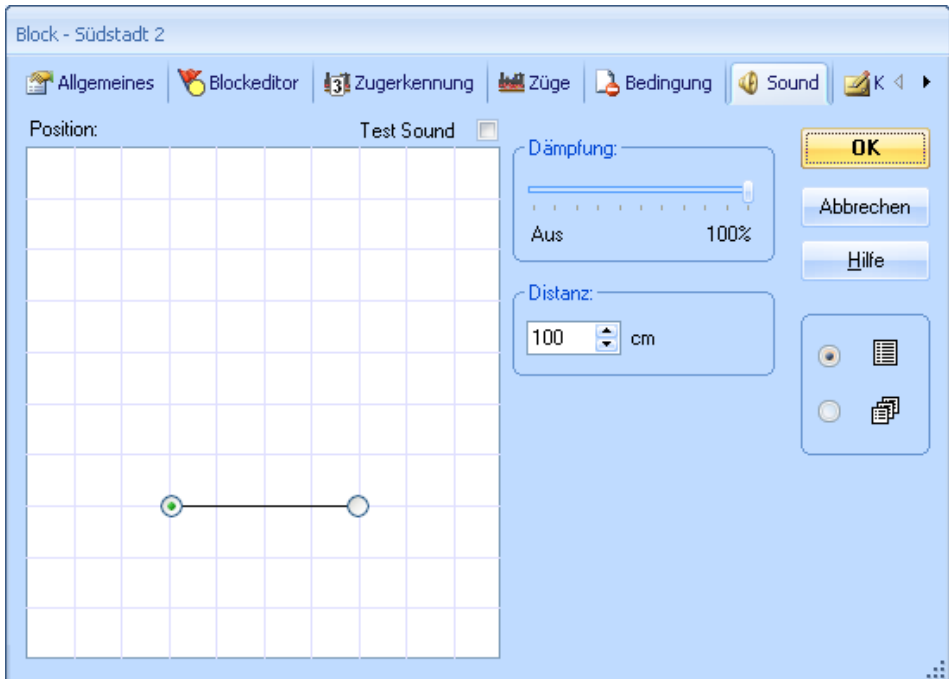 Block - Südstadt 2
Allgemeines Blockeditor 3 Zugerkennung Züge Bedingung Sound K
Position: Test Sound
Dämpfung:
Aus 100%
Distanz:
100 cm
OK
Abbrechen
Hilfe